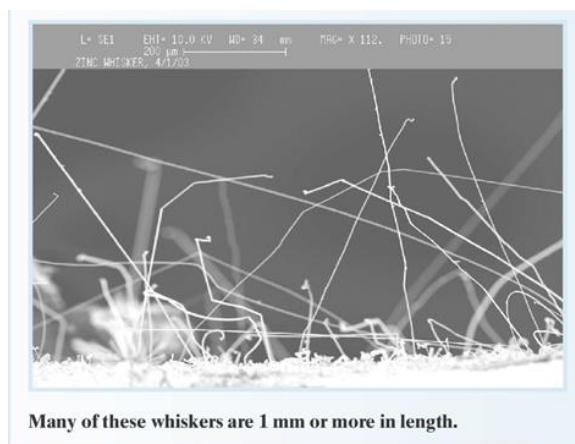 L= SE1 EHT= 10.0 KV WD= 34 mm MAG= X 112. PHOTO= 15
200 µm
ZINC WHISKER, 4/1/03
Many of these whiskers are 1 mm or more in length.